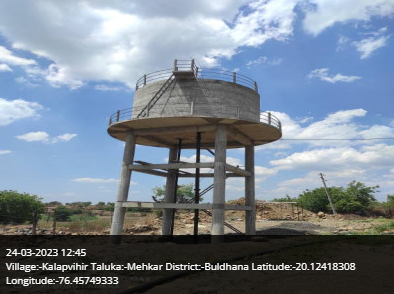 24-03-2023 12:45
Village:-Kalapvihir Taluka:-Mehkar District:-Buldhana Latitude:-20.12418308
Longitude:-76.45749333